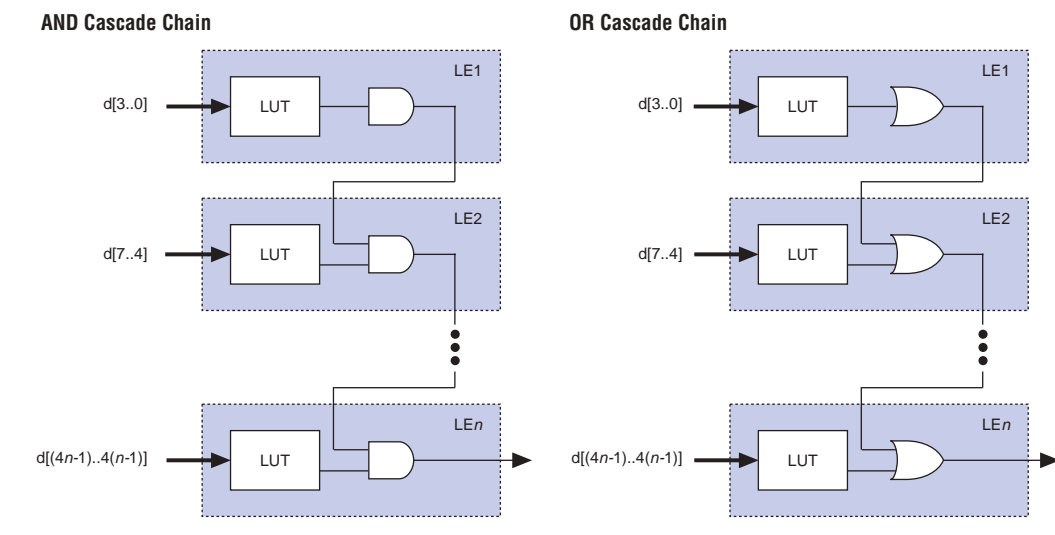 AND Cascade Chain
LE1
d[3..0]
LUT
LE2
d[7..4]
LUT
LEn
d[(4n-1)..4(n-1)]
LUT
OR Cascade Chain
LE1
d[3..0]
LUT
LE2
d[7..4]
LUT
LEn
d[(4n-1)..4(n-1)]
LUT